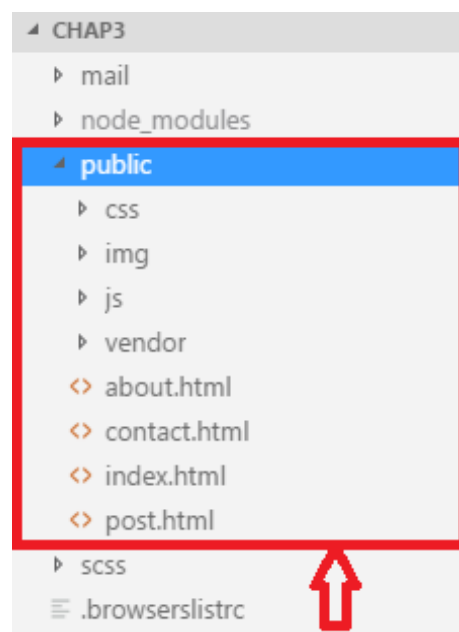 CHAP3
mail
node_modules
public
css
img
js
vendor
about.html
contact.html
index.html
post.html
scss
.browserslistrc